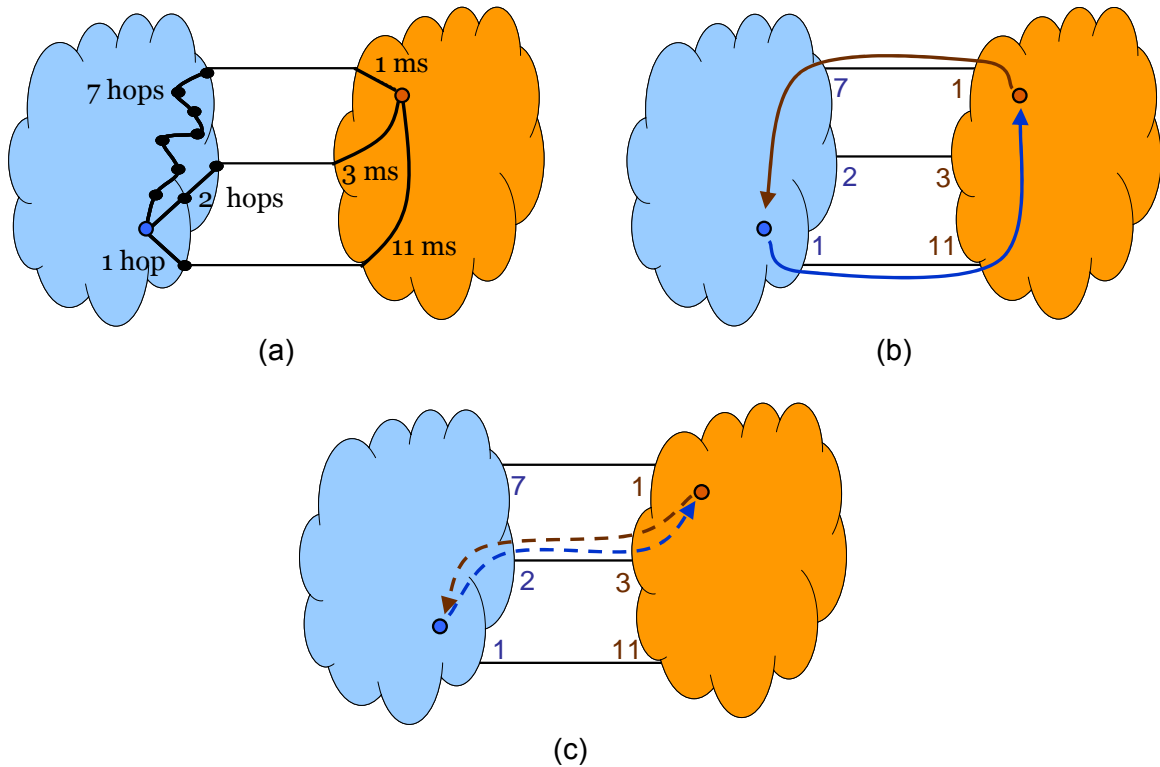 1 ms
7 hops
3 ms
2 hops
11 ms
1 hop
(a)
7 1
2 3
1 11
(b)
7 1
2 3
1 11
(c)